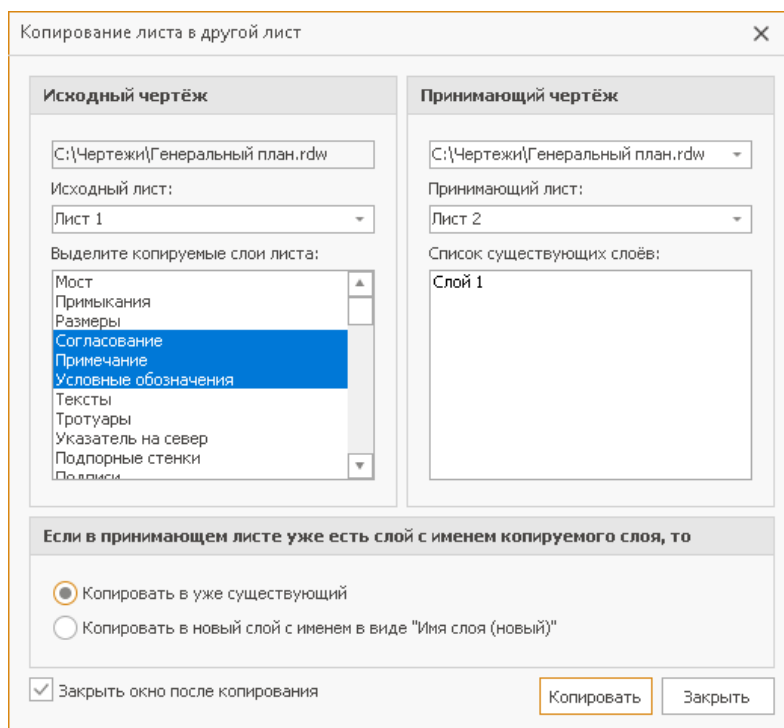 Копирование листа в другой лист
Исходный чертёж
C:\Чертежи\Генеральный план.rdw
Исходный лист:
Лист 1
Выделите копируемые слои листа:
Мост
Примыкания
Размеры
Согласование
Примечание
Условные обозначения
Тексты
Тротуары
Указатель на север
Подпорные стенки
Подписи
Принимающий чертёж
C:\Чертежи\Генеральный план.rdw
Принимающий лист:
Лист 2
Список существующих слоёв:
Слой 1
Если в принимающем листе уже есть слой с именем копируемого слоя, то
Копировать в уже существующий
Копировать в новый слой с именем в виде "Имя слоя (новый)"
Закрыть окно после копирования
Копировать
Закрыть